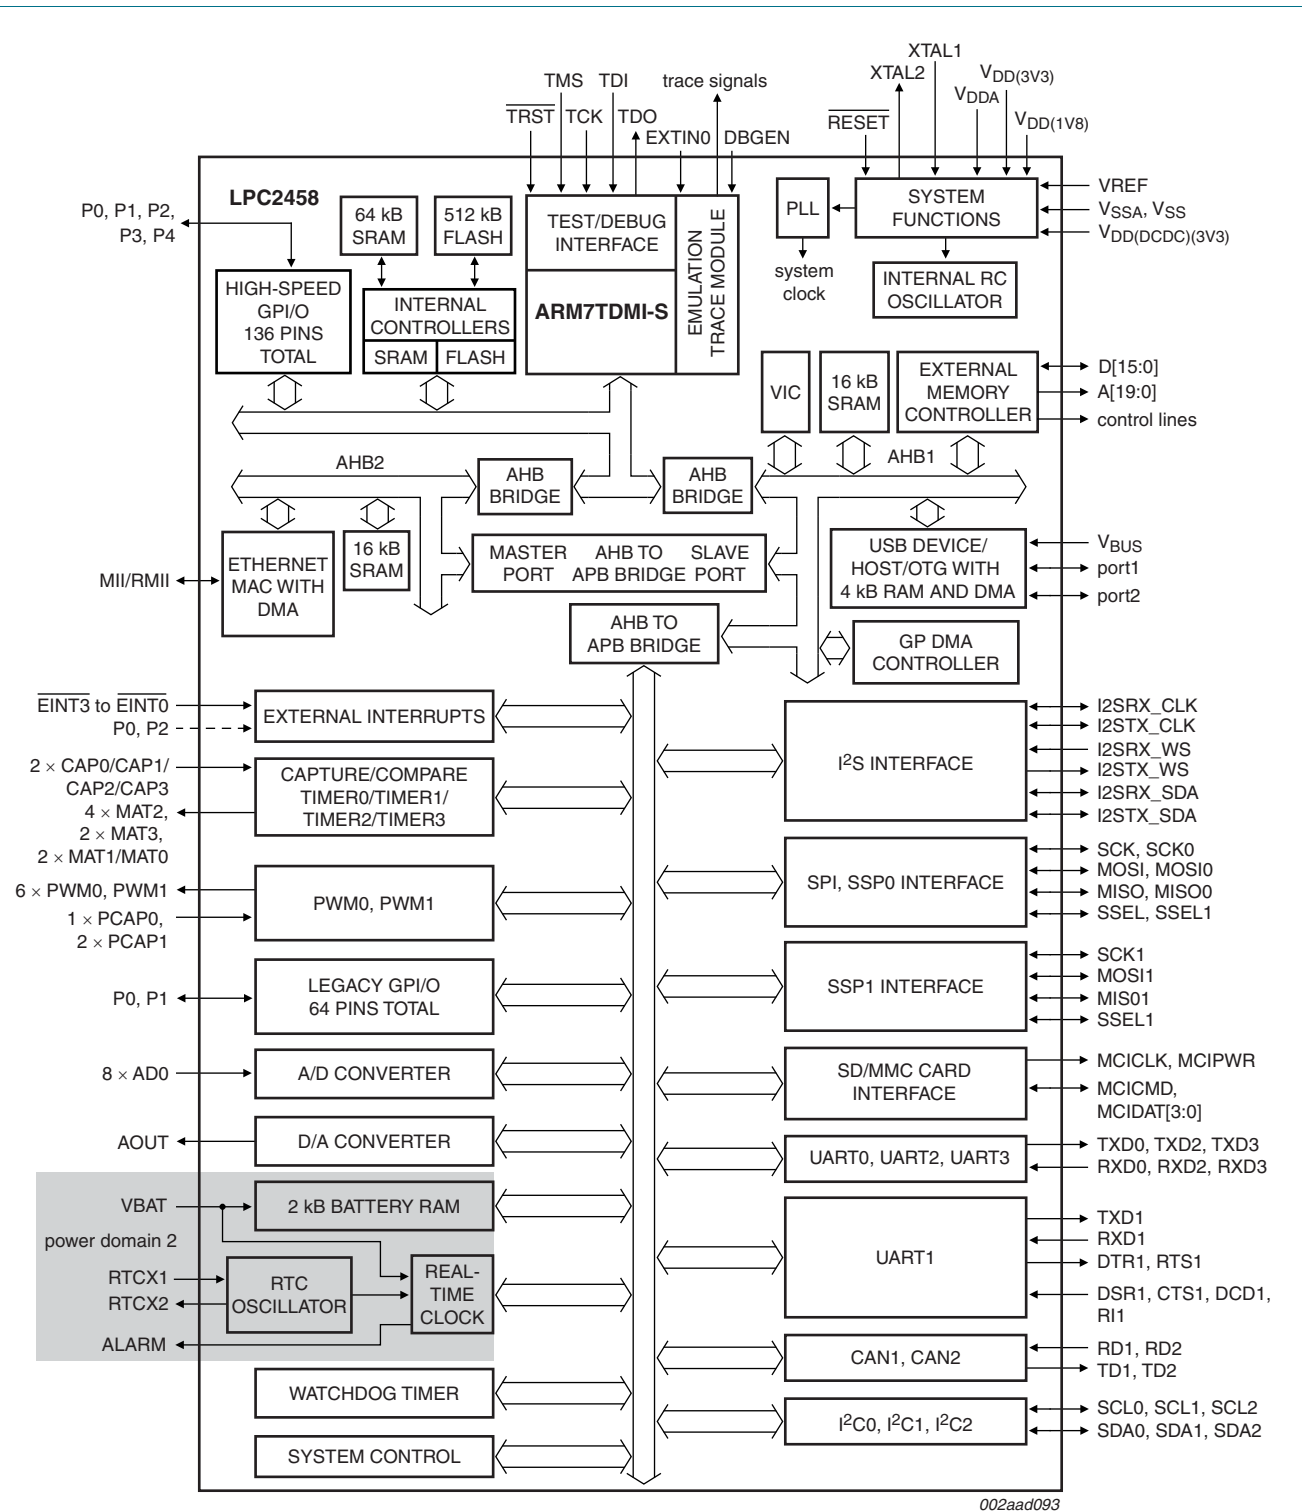 XTAL1
XTAL2
VDD(3V3)
VDDA
VDD(1V8)
RESET
TMS TDI trace signals
TRST TCK TDO
EXTIN0 DBGEN
LPC2458
P0, P1, P2,
P3, P4
64 kB
SRAM
512 kB
FLASH
TEST/DEBUG
INTERFACE
ARM7TDMI-S
EMULATION
TRACE MODULE
PLL
system
clock
SYSTEM
FUNCTIONS
VREF
VSSA, VSS
VDD(DCDC)(3V3)
INTERNAL RC
OSCILLATOR
HIGH-SPEED
GPI/O
136 PINS
TOTAL
INTERNAL
CONTROLLERS
SRAM FLASH
VIC
16 kB
SRAM
EXTERNAL
MEMORY
CONTROLLER
D[15:0]
A[19:0]
control lines
AHB2
AHB
BRIDGE
AHB
BRIDGE
AHB1
ETHERNET
MAC WITH
DMA
MII/RMII
16 kB
SRAM
MASTER
PORT
AHB TO
APB BRIDGE
SLAVE
PORT
USB DEVICE/
HOST/OTG WITH
4 kB RAM AND DMA
VBUS
port1
port2
AHB TO
APB BRIDGE
GP DMA
CONTROLLER
EINT3 to EINT0
P0, P2
EXTERNAL INTERRUPTS
2 × CAP0/CAP1/
CAP2/CAP3
4 × MAT2,
2 × MAT3,
2 × MAT1/MAT0
CAPTURE/COMPARE
TIMER0/TIMER1/
TIMER2/TIMER3
6 × PWM0, PWM1
1 × PCAP0,
2 × PCAP1
PWM0, PWM1
P0, P1
LEGACY GPI/O
64 PINS TOTAL
8 × AD0
A/D CONVERTER
AOUT
D/A CONVERTER
VBAT
2 kB BATTERY RAM
power domain 2
RTCX1
RTCX2
RTC
OSCILLATOR
REAL-
TIME
CLOCK
ALARM
WATCHDOG TIMER
SYSTEM CONTROL
I2S INTERFACE
I2SRX_CLK
I2STX_CLK
I2SRX_WS
I2STX_WS
I2SRX_SDA
I2STX_SDA
SPI, SSP0 INTERFACE
SCK, SCK0
MOSI, MOSI0
MISO, MISO0
SSEL, SSEL1
SSP1 INTERFACE
SCK1
MOSI1
MIS01
SSEL1
SD/MMC CARD
INTERFACE
MCICLK, MCIPWR
MCICMD,
MCIDAT[3:0]
UART0, UART2, UART3
TXD0, TXD2, TXD3
RXD0, RXD2, RXD3
UART1
TXD1
RXD1
DTR1, RTS1
DSR1, CTS1, DCD1,
RI1
CAN1, CAN2
RD1, RD2
TD1, TD2
I2C0, I2C1, I2C2
SCL0, SCL1, SCL2
SDA0, SDA1, SDA2
002aad093